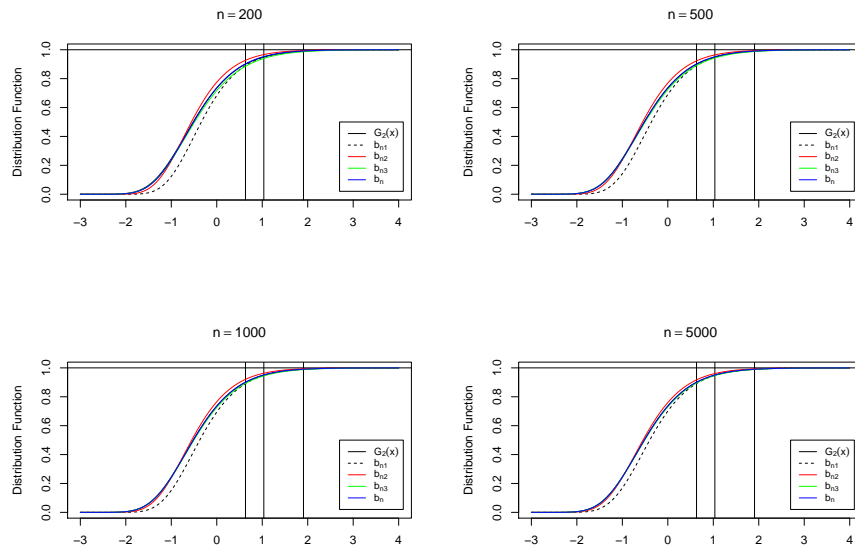 n = 200
Distribution Function
0.0 0.2 0.4 0.6 0.8 1.0
−3 −2 −1 0 1 2 3 4
G₂(x)
bₙ₁
bₙ₂
bₙ₃
bₙ
n = 500
Distribution Function
0.0 0.2 0.4 0.6 0.8 1.0
−3 −2 −1 0 1 2 3 4
G₂(x)
bₙ₁
bₙ₂
bₙ₃
bₙ
n = 1000
Distribution Function
0.0 0.2 0.4 0.6 0.8 1.0
−3 −2 −1 0 1 2 3 4
G₂(x)
bₙ₁
bₙ₂
bₙ₃
bₙ
n = 5000
Distribution Function
0.0 0.2 0.4 0.6 0.8 1.0
−3 −2 −1 0 1 2 3 4
G₂(x)
bₙ₁
bₙ₂
bₙ₃
bₙ